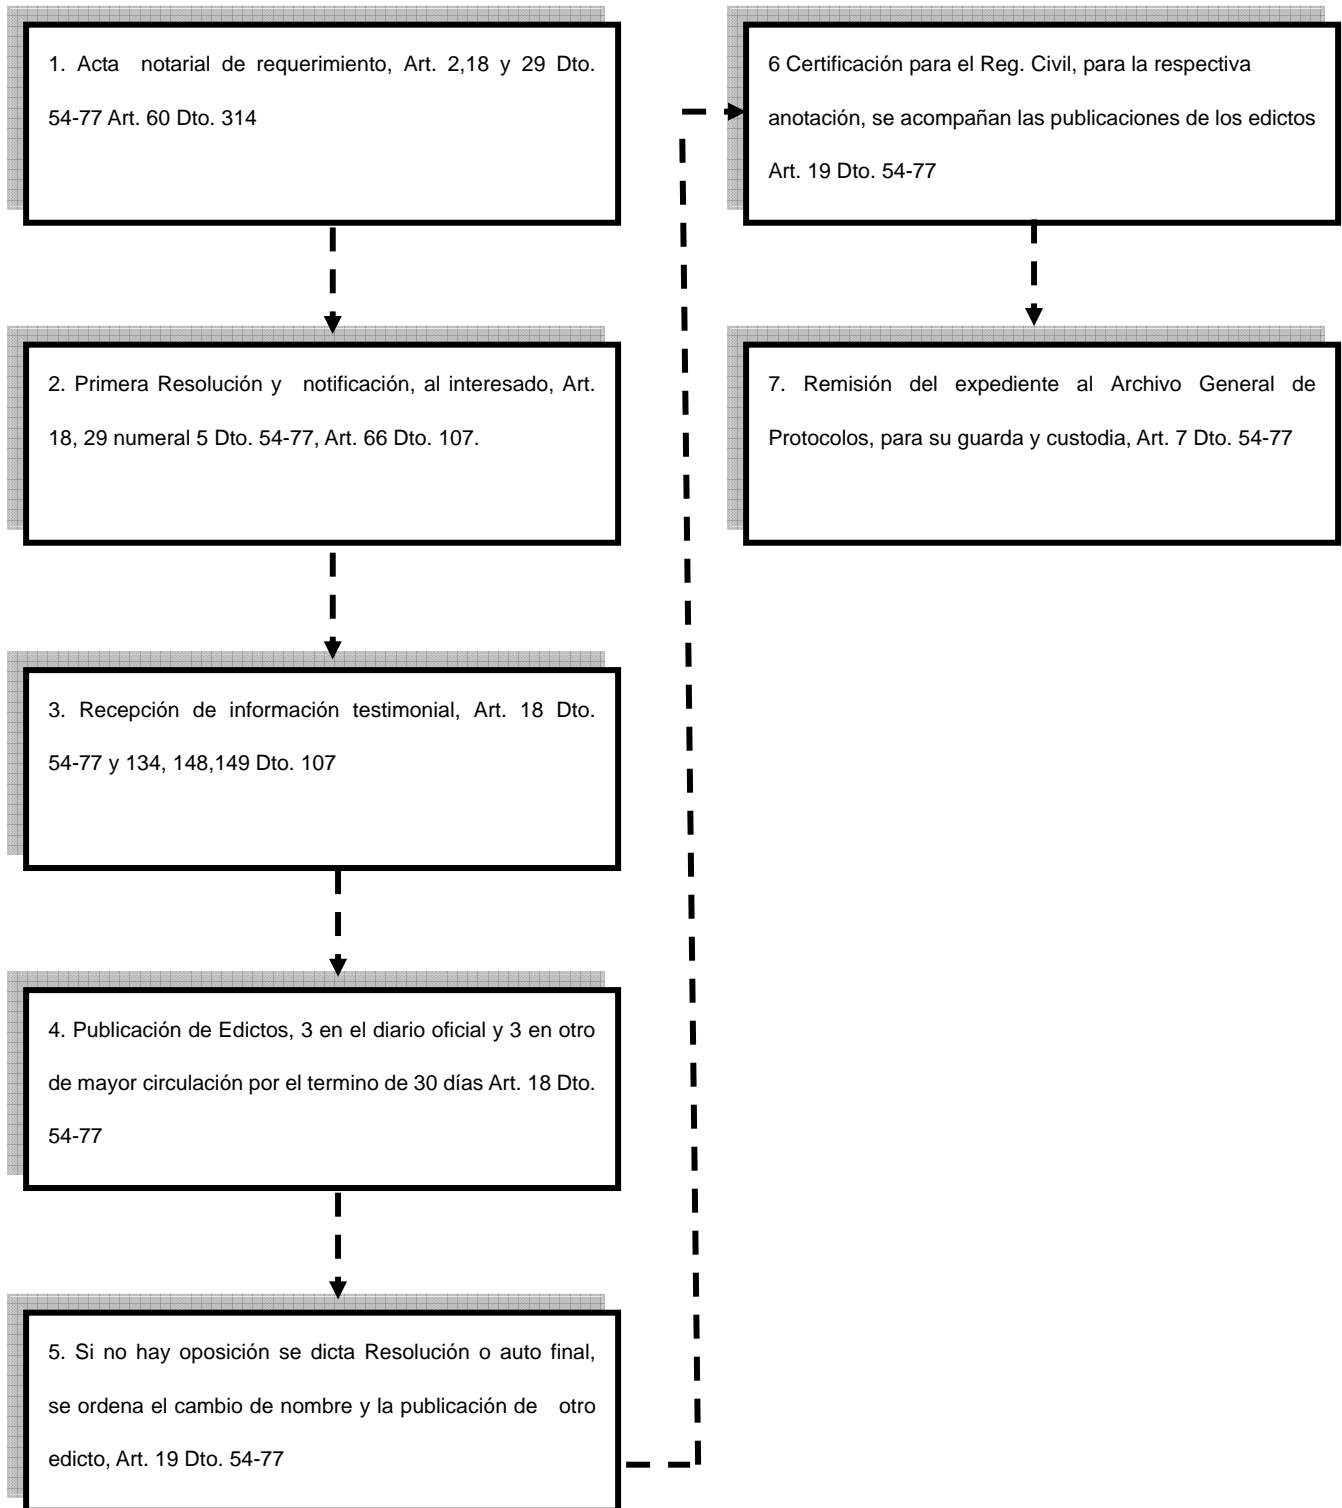 1. Acta notarial de requerimiento, Art. 2,18 y 29 Dto.
54-77 Art. 60 Dto. 314
2. Primera Resolución y notificación, al interesado, Art.
18, 29 numeral 5 Dto. 54-77, Art. 66 Dto. 107.
3. Recepción de información testimonial, Art. 18 Dto.
54-77 y 134, 148,149 Dto. 107
4. Publicación de Edictos, 3 en el diario oficial y 3 en otro
de mayor circulación por el termino de 30 días Art. 18 Dto.
54-77
5. Si no hay oposición se dicta Resolución o auto final,
se ordena el cambio de nombre y la publicación de otro
edicto, Art. 19 Dto. 54-77
6 Certificación para el Reg. Civil, para la respectiva
anotación, se acompañan las publicaciones de los edictos
Art. 19 Dto. 54-77
7. Remisión del expediente al Archivo General de
Protocolos, para su guarda y custodia, Art. 7 Dto. 54-77